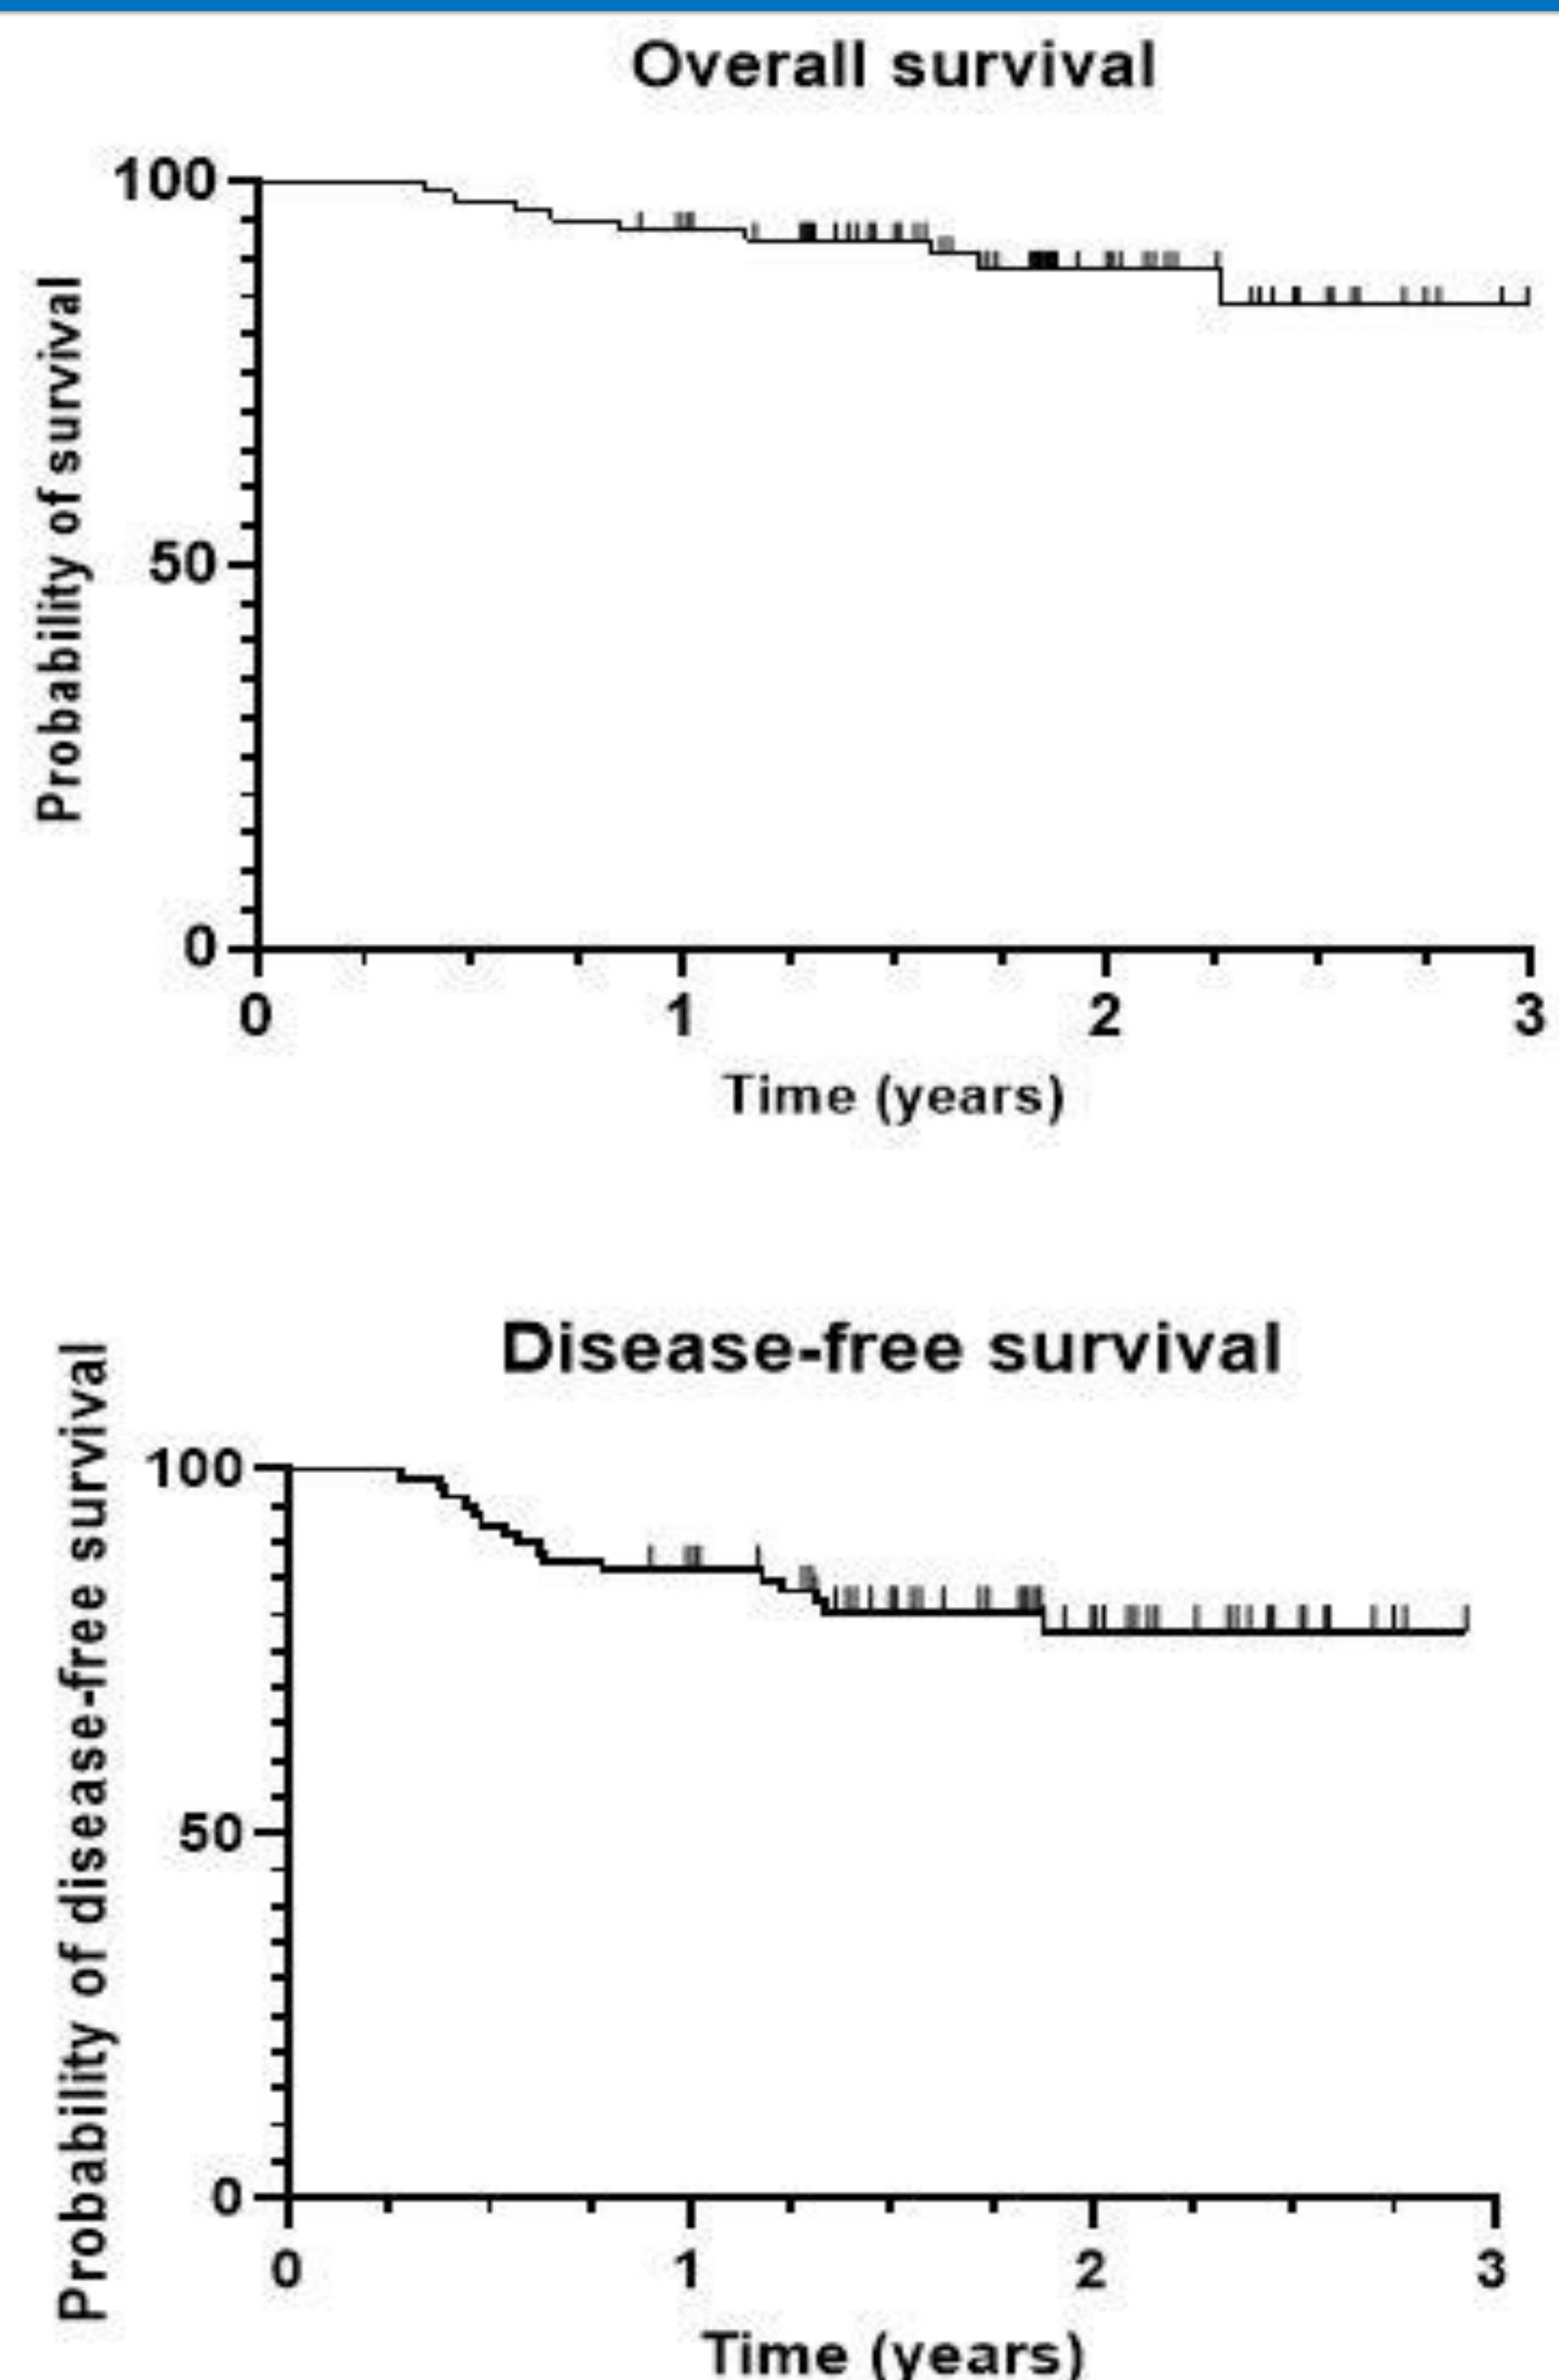 Overall survival
100
50
0
Probability of survival
0 1 2 3
Time (years)
Disease-free survival
100
50
0
Probability of disease-free survival
0 1 2 3
Time (years)